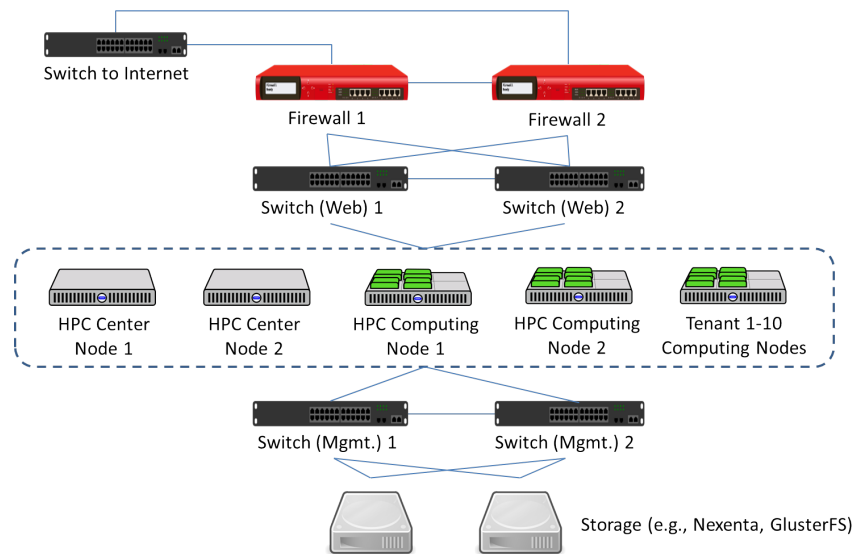 Switch to Internet
Firewall 1
Firewall 2
Switch (Web) 1
Switch (Web) 2
HPC Center
Node 1
HPC Center
Node 2
HPC Computing
Node 1
HPC Computing
Node 2
Tenant 1-10
Computing Nodes
Switch (Mgmt.) 1
Switch (Mgmt.) 2
Storage (e.g., Nexenta, GlusterFS)